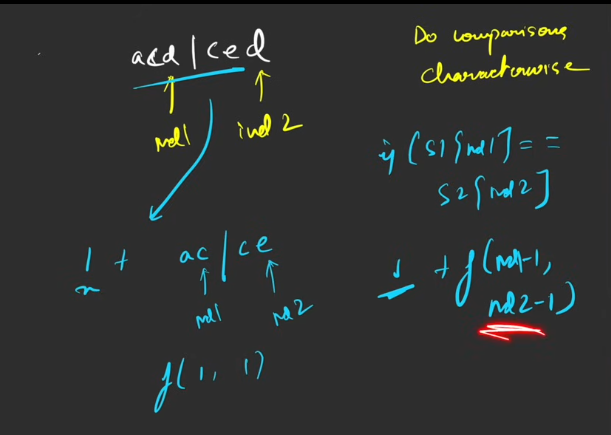 acd | ced
ind1 ind2
Do comparisons
characterwise
if (S1[ind1] ==
S2[ind2]
1 + ac | ce
ind1 ind2
1 + f(ind1-1,
ind2-1)
f(1, 1)